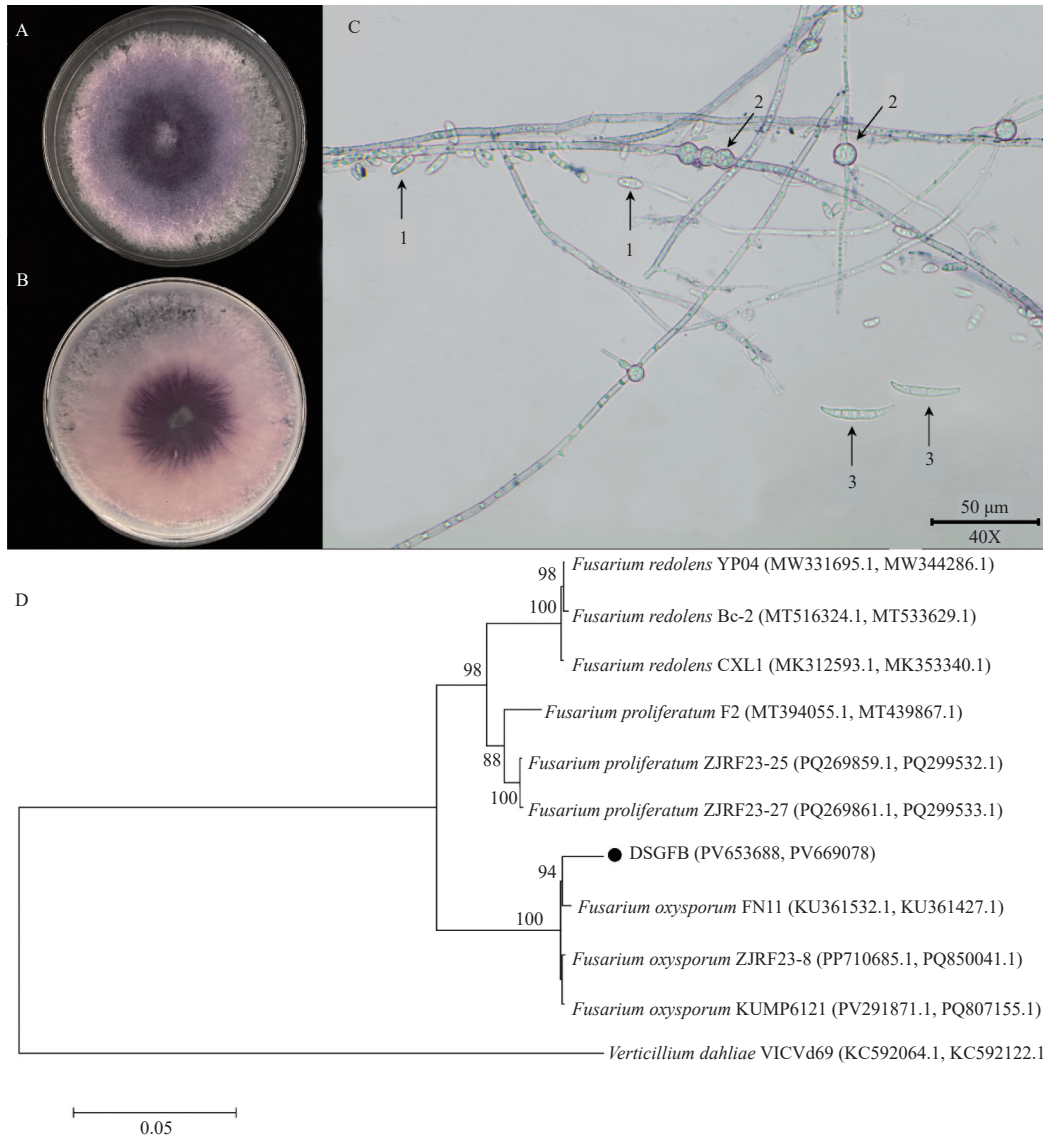 A
B
C
1
1
2
2
3
3
50 μm
40X
D
98
Fusarium redolens YP04 (MW331695.1, MW344286.1)
100
Fusarium redolens Bc-2 (MT516324.1, MT533629.1)
Fusarium redolens CXL1 (MK312593.1, MK353340.1)
98
Fusarium proliferatum F2 (MT394055.1, MT439867.1)
88
Fusarium proliferatum ZJRF23-25 (PQ269859.1, PQ299532.1)
100
Fusarium proliferatum ZJRF23-27 (PQ269861.1, PQ299533.1)
DSGFB (PV653688, PV669078)
94
Fusarium oxysporum FN11 (KU361532.1, KU361427.1)
100
Fusarium oxysporum ZJRF23-8 (PP710685.1, PQ850041.1)
Fusarium oxysporum KUMP6121 (PV291871.1, PQ807155.1)
Verticillium dahliae VICVd69 (KC592064.1, KC592122.1
0.05